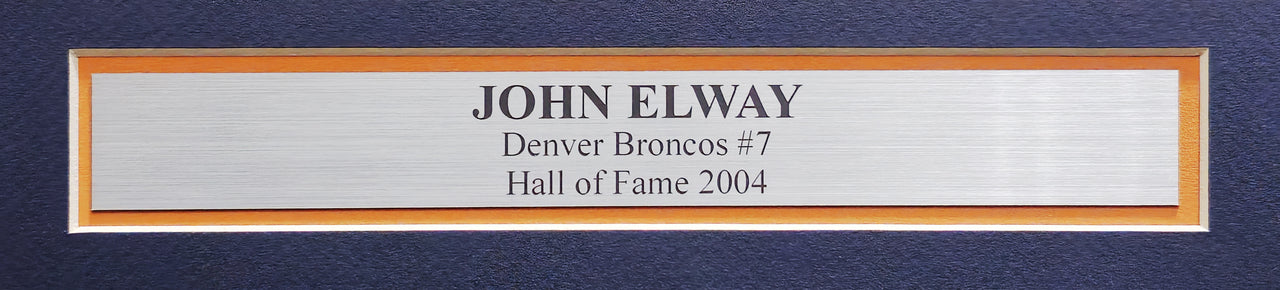 JOHN ELWAY
Denver Broncos #7
Hall of Fame 2004